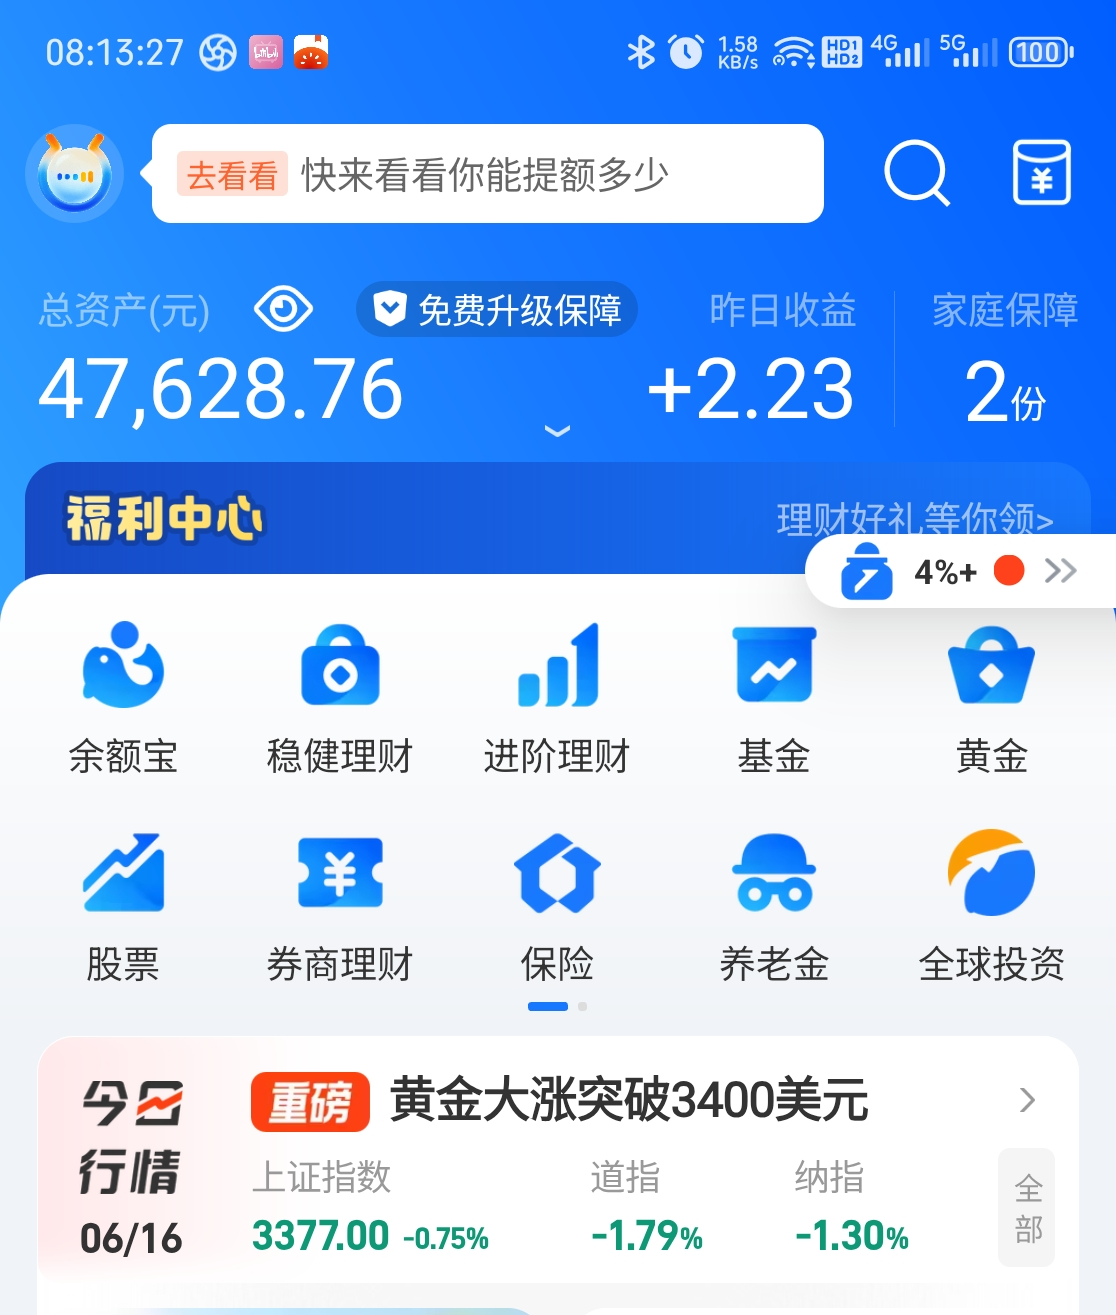 08:13:27 bilibili 1.58 KB/s HD1 HD2 4G 5G 100
去看看 快来看看你能提额多少
总资产(元) 免费升级保障 昨日收益 家庭保障
47,628.76 +2.23 2份
福利中心 理财好礼等你领>
4%+
余额宝 稳健理财 进阶理财 基金 黄金
股票 券商理财 保险 养老金 全球投资
今日行情 06/16
重磅 黄金大涨突破3400美元
上证指数 道指 纳指
3377.00 -0.75% -1.79% -1.30%
全部